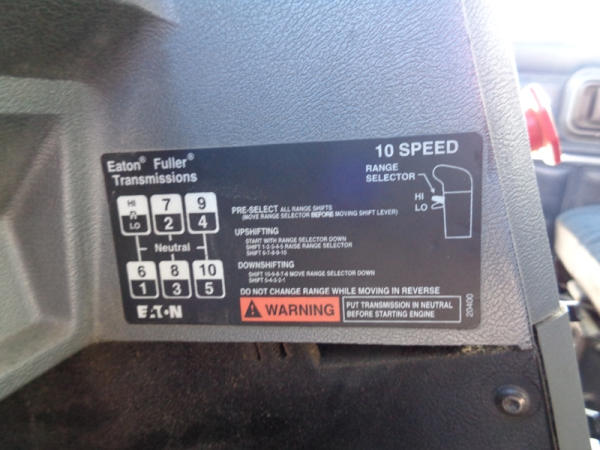 Eaton® Fuller®
Transmissions
10 SPEED
RANGE
SELECTOR
HI
LO
HI R LO
7 2
9 4
Neutral
6 1
8 3
10 5
PRE-SELECT ALL RANGE SHIFTS
(MOVE RANGE SELECTOR BEFORE MOVING SHIFT LEVER)
UPSHIFTING
START WITH RANGE SELECTOR DOWN
SHIFT 1-2-3-4-5 RAISE RANGE SELECTOR
SHIFT 6-7-8-9-10
DOWNSHIFTING
SHIFT 10-9-8-7-6 MOVE RANGE SELECTOR DOWN
SHIFT 5-4-3-2-1
DO NOT CHANGE RANGE WHILE MOVING IN REVERSE
WARNING
PUT TRANSMISSION IN NEUTRAL
BEFORE STARTING ENGINE
EATON
20400